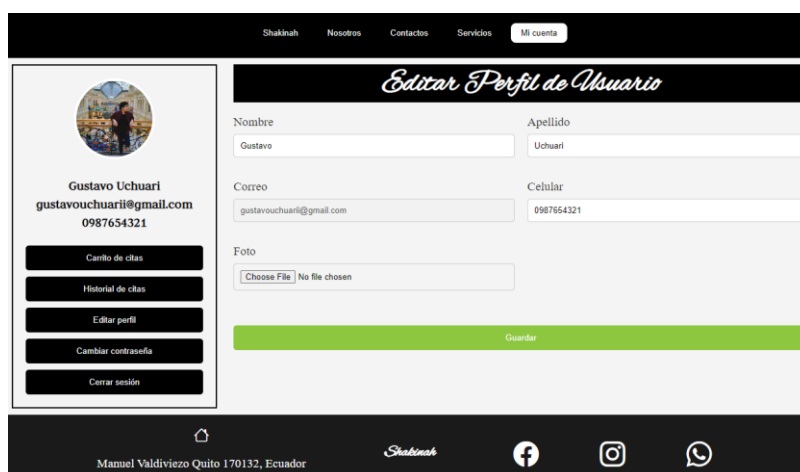 Shakinah Nosotros Contactos Servicios Mi cuenta
Gustavo Uchuari
gustavouchuarii@gmail.com
0987654321
Carrito de citas
Historial de citas
Editar perfil
Cambiar contraseña
Cerrar sesión
Editar Perfil de Usuario
Nombre Apellido
Gustavo Uchuari
Correo Celular
gustavouchuarii@gmail.com 0987654321
Foto
Choose File No file chosen
Guardar
Manuel Valdiviezo Quito 170132, Ecuador
Shakinah